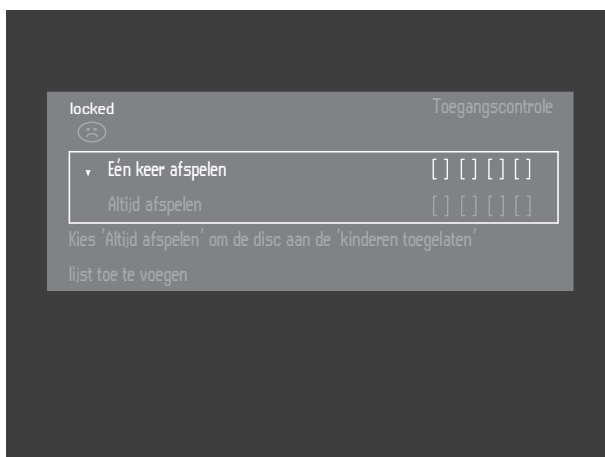 locked Toegangscontrole
Eén keer afspelen [ ] [ ] [ ] [ ]
Altijd afspelen [ ] [ ] [ ] [ ]
Kies 'Altijd afspelen' om de disc aan de 'kinderen toegelaten'
lijst toe te voegen